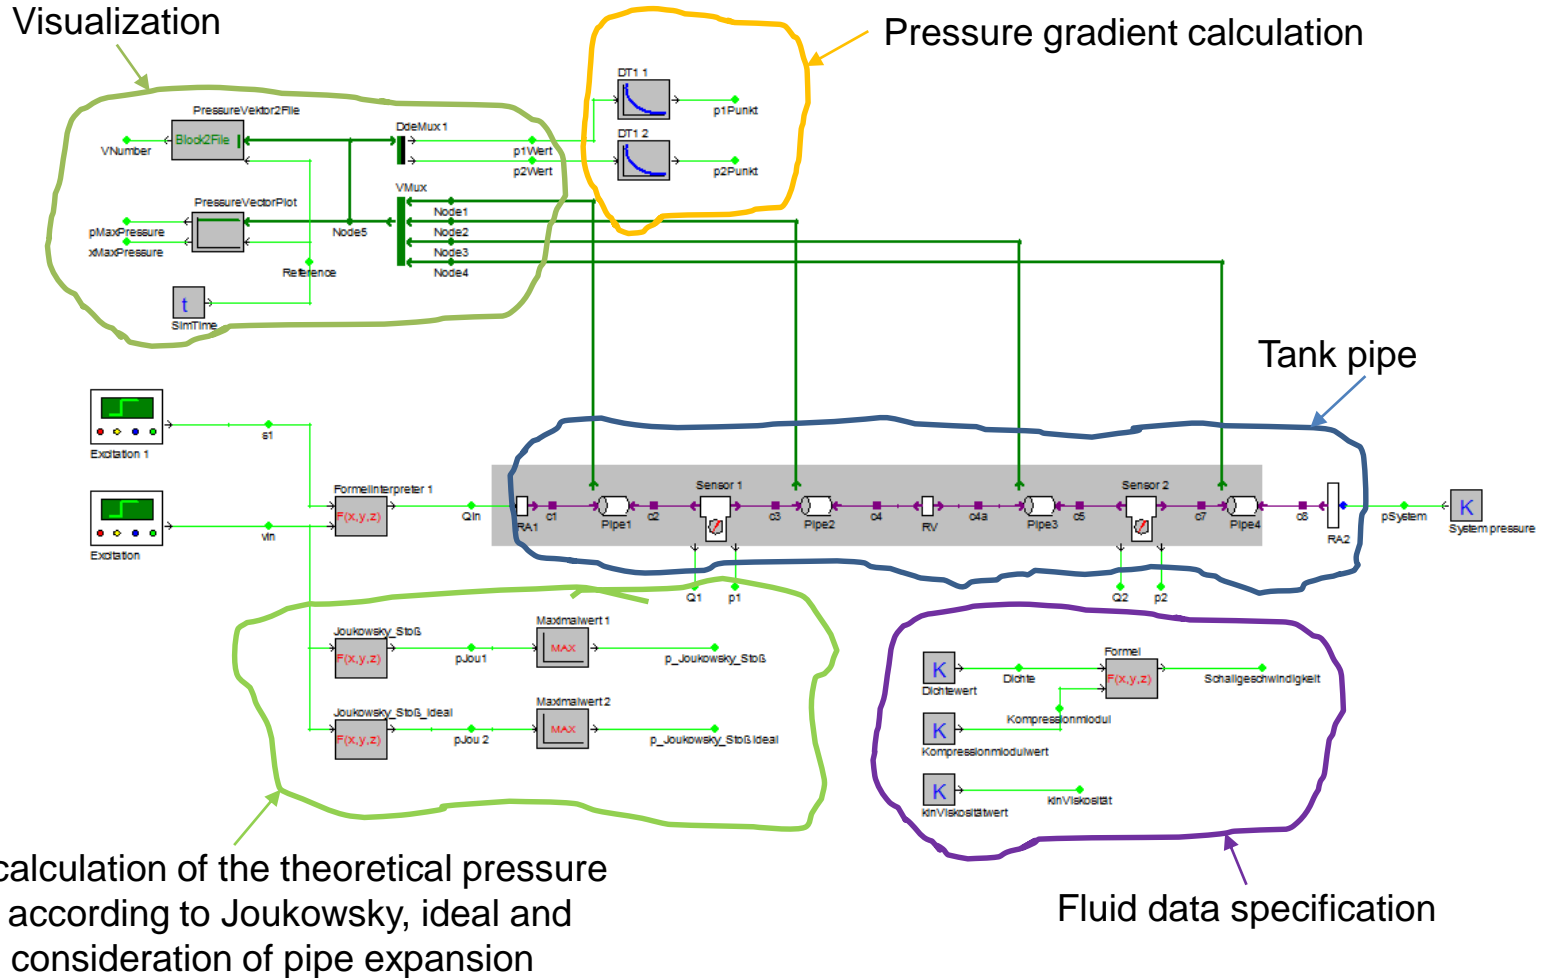 Visualization
Pressure gradient calculation
DT1 1
p1Punkt
DT1 2
p2Punkt
PressureVektor2File
Block2File
VNumber
DdeMux1
p1Wert
p2Wert
VMux
PressureVectorPlot
Node1
Node2
Node3
Node4
Node5
pMaxPressure
xMaxPressure
Reference
t
SimTime
Tank pipe
Excitation 1
s1
Excitation
vin
FormelInterpreter 1
F(x,y,z)
Qin
RA1
c1
Pipe1
c2
Sensor 1
c3
Pipe2
c4
RV
c4a
Pipe3
c5
Sensor 2
c7
Pipe4
c8
RA2
pSystem
K
System pressure
Q1
p1
Q2
p2
Joukowsky_Stoß
F(x,y,z)
pJou1
Maximalwert 1
MAX
p_Joukowsky_Stoß
Joukowsky_Stoß_Ideal
F(x,y,z)
pJou 2
Maximalwert 2
MAX
p_Joukowsky_StoßIdeal
K
Dichtewert
Dichte
Formel
F(x,y,z)
Schallgeschwindigkeit
K
Kompressionmodulwert
Kompressionmodul
K
kinViskositätwert
kinViskosität
calculation of the theoretical pressure
according to Joukowsky, ideal and
consideration of pipe expansion
Fluid data specification